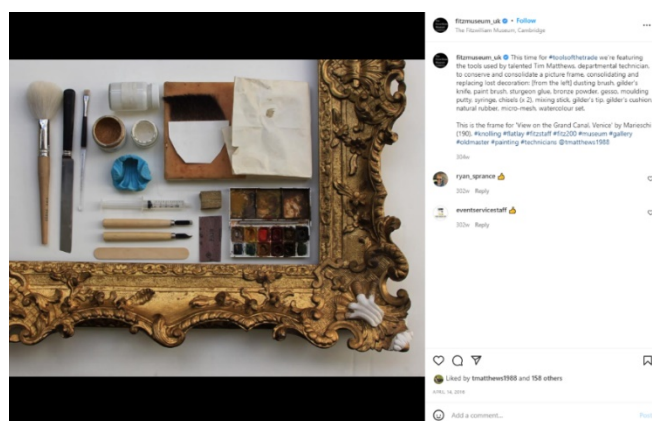 fitzmuseum_uk • Follow
The Fitzwilliam Museum, Cambridge
fitzmuseum_uk This time for #toolsofthetrade we're featuring
the tools used by talented Tim Matthews, departmental technician,
to conserve and consolidate a picture frame, consolidating and
replacing lost decoration: [from the left] dusting brush, gilder's
knife, paint brush, sturgeon glue, bronze powder, gesso, moulding
putty, syringe, chisels (x 2), mixing stick, gilder's tip, gilder's cushion,
natural rubber, micro-mesh, watercolour set.
This is the frame for 'View on the Grand Canal, Venice' by Marieschi
(190). #knolling #flatlay #fitzstaff #fitz200 #museum #gallery
#oldmaster #painting #technicians @tmatthews1988
ryan_sprance 👍
302w Reply
eventservicestaff 👍
302w Reply
Liked by tmatthews1988 and 158 others
APRIL 14, 2016
Add a comment...
Post